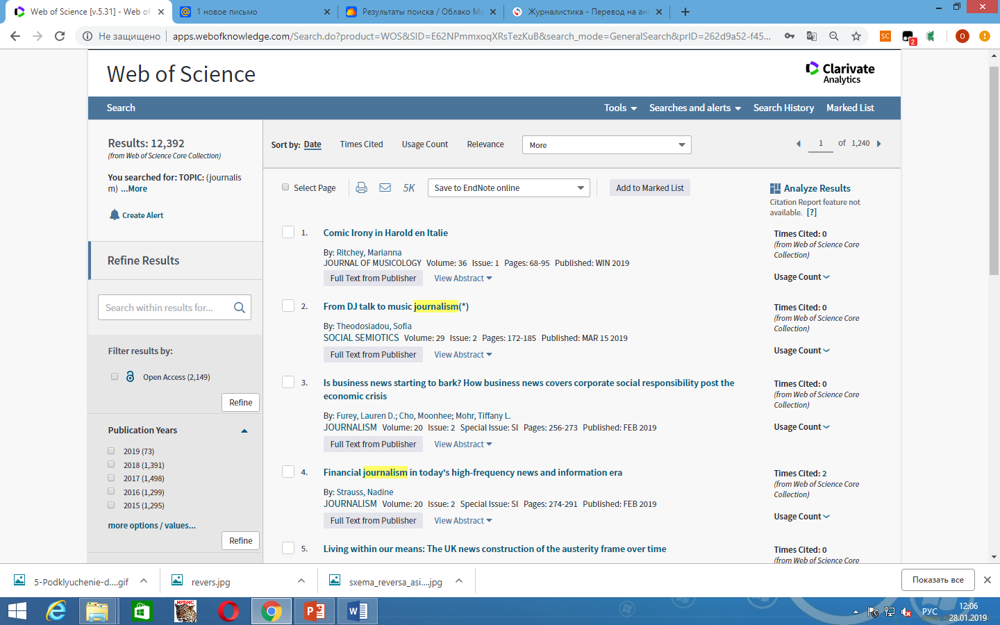 Web of Science [v.5.31] - Web of
1 новое письмо
Результаты поиска / Облако Ma
Журналистика - Перевод на ан
Не защищено
apps.webofknowledge.com/Search.do?product=WOS&SID=E62NPmmxoqXRsTezKuB&search_mode=GeneralSearch&prID=262d9a52-f45...
SC
2
O
Web of Science
Clarivate
Analytics
Search
Tools
Searches and alerts
Search History
Marked List
Results: 12,392
(from Web of Science Core Collection)
You searched for: TOPIC: (journalis
m) ...More
Create Alert
Refine Results
Search within results for...
Filter results by:
Open Access (2,149)
Refine
Publication Years
2019 (73)
2018 (1,391)
2017 (1,498)
2016 (1,299)
2015 (1,295)
more options / values...
Refine
Sort by: Date Times Cited Usage Count Relevance More
1 of 1,240
Select Page
5K
Save to EndNote online
Add to Marked List
Analyze Results
Citation Report feature not
available. [?]
1. Comic Irony in Harold en Italie
By: Ritchey, Marianna
JOURNAL OF MUSICOLOGY Volume: 36 Issue: 1 Pages: 68-95 Published: WIN 2019
Full Text from Publisher View Abstract
Times Cited: 0
(from Web of Science Core
Collection)
Usage Count
2. From DJ talk to music journalism(*)
By: Theodosiadou, Sofia
SOCIAL SEMIOTICS Volume: 29 Issue: 2 Pages: 172-185 Published: MAR 15 2019
Full Text from Publisher View Abstract
Times Cited: 0
(from Web of Science Core
Collection)
Usage Count
3. Is business news starting to bark? How business news covers corporate social responsibility post the
economic crisis
By: Furey, Lauren D.; Cho, Moonhee; Mohr, Tiffany L.
JOURNALISM Volume: 20 Issue: 2 Special Issue: SI Pages: 256-273 Published: FEB 2019
Full Text from Publisher View Abstract
Times Cited: 0
(from Web of Science Core
Collection)
Usage Count
4. Financial journalism in today's high-frequency news and information era
By: Strauss, Nadine
JOURNALISM Volume: 20 Issue: 2 Special Issue: SI Pages: 274-291 Published: FEB 2019
Full Text from Publisher View Abstract
Times Cited: 2
(from Web of Science Core
Collection)
Usage Count
5. Living within our means: The UK news construction of the austerity frame over time
Times Cited: 0
(from Web of Science Core
5-Podklyuchenie-d....gif
revers.jpg
sxema_reversa_asi....jpg
Показать все
ИРБИС
РУС
12:06
28.01.2019